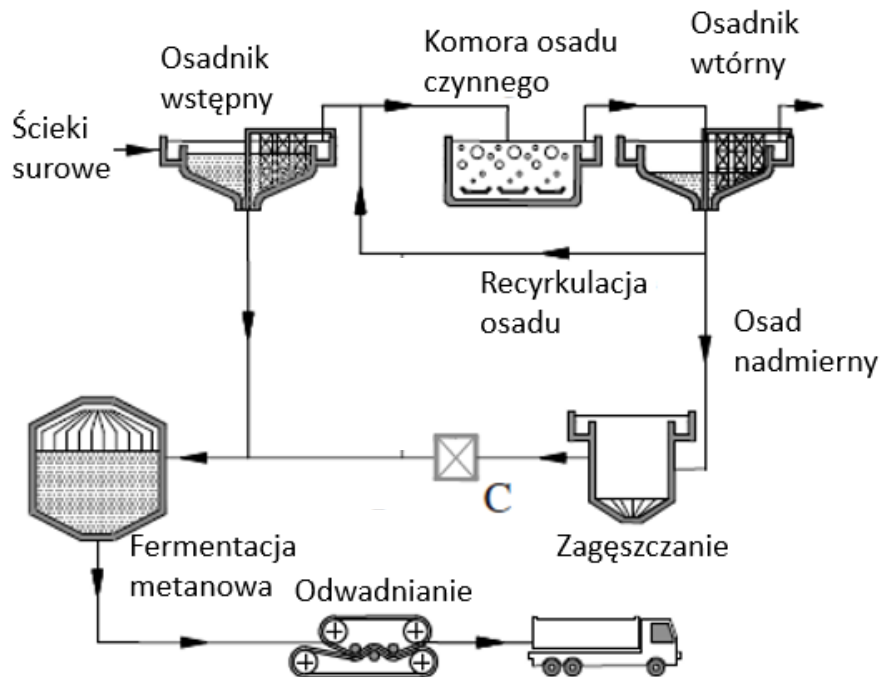 Osadnik
wstępny
Komora osadu
czynnego
Osadnik
wtórny
Ścieki
surowe
Recyrkulacja
osadu
Osad
nadmierny
C
Zagęszczanie
Fermentacja
metanowa
Odwadnianie